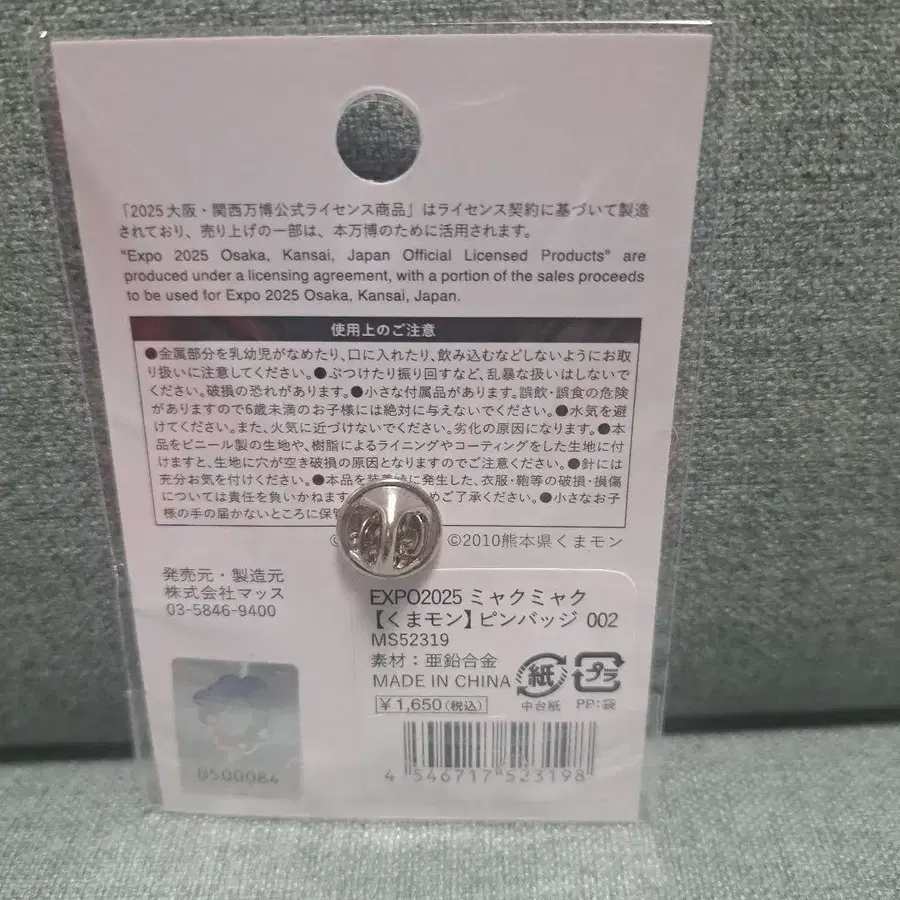 「2025大阪・関西万博公式ライセンス商品」はライセンス契約に基づいて製造
されており、売り上げの一部は、本万博のために活用されます。
"Expo 2025 Osaka, Kansai, Japan Official Licensed Products" are
produced under a licensing agreement, with a portion of the sales proceeds
to be used for Expo 2025 Osaka, Kansai, Japan.
使用上のご注意
●金属部分を乳幼児がなめたり、口に入れたり、飲み込むなどしないようにお取
り扱いに注意してください。●ぶつけたり振り回すなど、乱暴な扱いはしないで
ください。破損の恐れがあります。●小さな付属品があります。誤飲・誤食の危険
がありますので6歳未満のお子様には絶対に与えないでください。●水気を避
けてください。また、火気に近づけないでください。劣化の原因になります。●本
品をビニール製の生地や、樹脂によるライニングやコーティングをした生地に付
けますと、生地に穴が空き破損の原因となりますのでご注意ください。●針には
充分お気を付けください。●本品を装着時に発生した、衣服・鞄等の破損・損傷
については責任を負いかねます めご了承ください。●小さなお子
様の手の届かないところに保管
©2010熊本県くまモン
発売元・製造元
株式会社マッス
03-5846-9400
EXPO2025 ミャクミャク
【くまモン】ピンバッジ 002
MS52319
素材：亜鉛合金
MADE IN CHINA
¥1,650(税込)
紙
中台紙
プラ
PP:袋
4 546717 523198
0500084